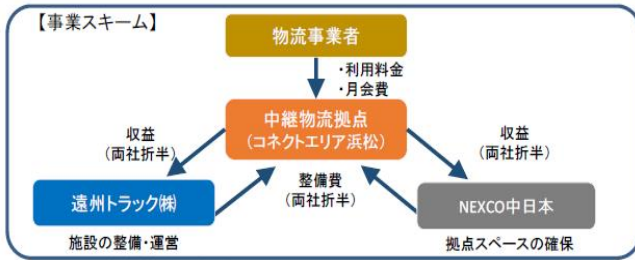 【事業スキーム】
物流事業者
・利用料金
・月会費
中継物流拠点
(コネクトエリア浜松)
収益
(両社折半)
収益
(両社折半)
整備費
(両社折半)
遠州トラック㈱
NEXCO中日本
施設の整備・運営
拠点スペースの確保